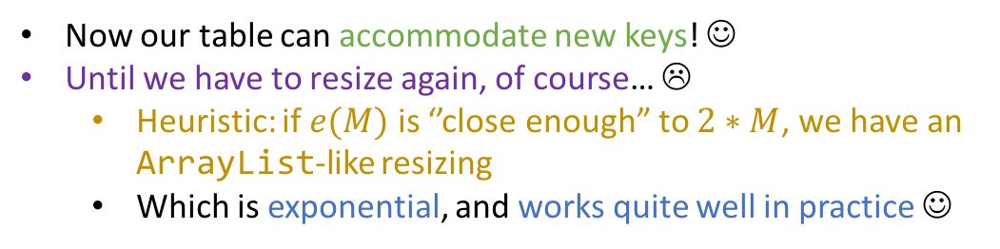 • Now our table can accommodate new keys! ☺
• Until we have to resize again, of course… ☹
• Heuristic: if e(M) is ‘’close enough” to 2 ∗ M, we have an
ArrayList-like resizing
• Which is exponential, and works quite well in practice ☺